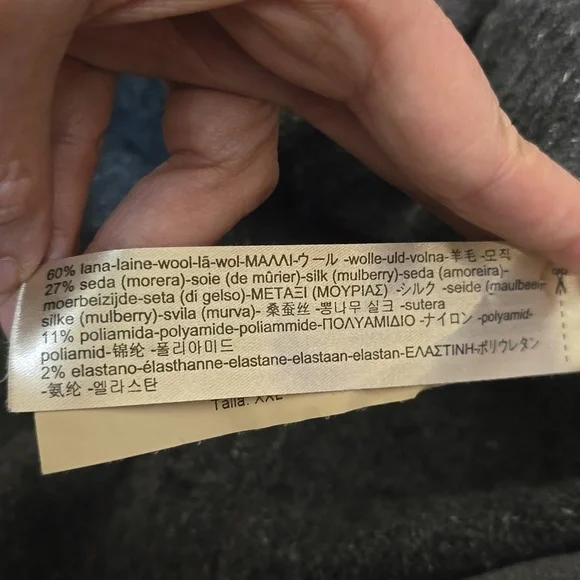 60% lana-laine-wool-lã-wol-ΜΑΛΛΙ-ウール -wolle-uld-volna-羊毛 -모직
27% seda (morera)-soie (de mûrier)-silk (mulberry)-seda (amoreira)-
moerbeizijde-seta (di gelso)-ΜΕΤΑΞΙ (ΜΟΥΡΙΑΣ) -シルク -seide (maulbeer-
silke (mulberry)-svila (murva)- 桑蚕丝 -뽕나무 실크 -sutera
11% poliamida-polyamide-poliammide-ΠΟΛΥΑΜΙΔΙΟ -ナイロン -polyamid-
poliamid-锦纶 -폴리아미드
2% elastano-élasthanne-elastane-elastaan-elastan-ΕΛΑΣΤΙΝΗ-ポリウレタン
-氨纶 -엘라스탄
Talla: XXL